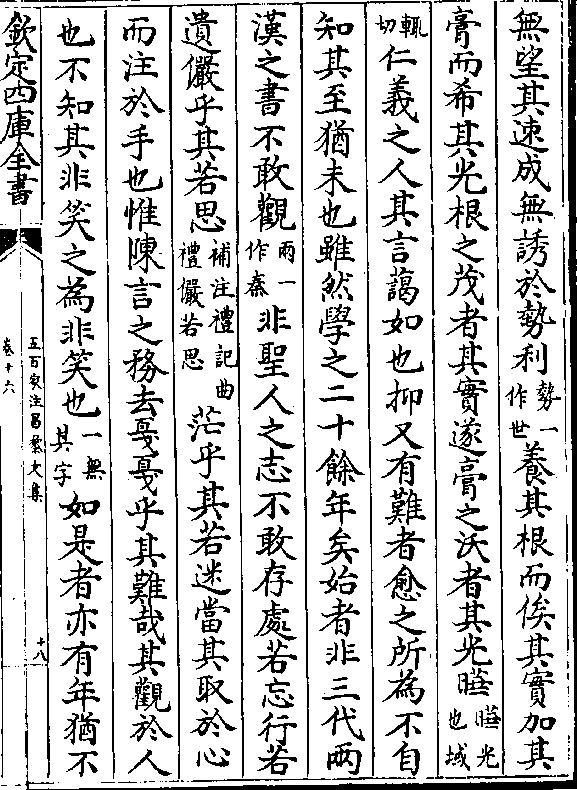 無望其速成無誘於勢利勢一作世養其根而俟其實加其
膏而希其光根之茂者其實遂膏之沃者其光曄曄光也域
輒切仁義之人其言藹如也抑又有難者愈之所為不自
知其至猶未也雖然學之二十餘年矣始者非三代兩
漢之書不敢觀兩一作秦非聖人之志不敢存處若忘行若
遺儼乎其若思補注禮記曲禮儼若思茫乎其若迷當其取於心
而注於手也惟陳言之務去戛戛乎其難哉其觀於人
也不知其非笑之為非笑也一無其字如是者亦有年猶不
欽定四庫全書
五百家注昌黎文集
卷十六
十八